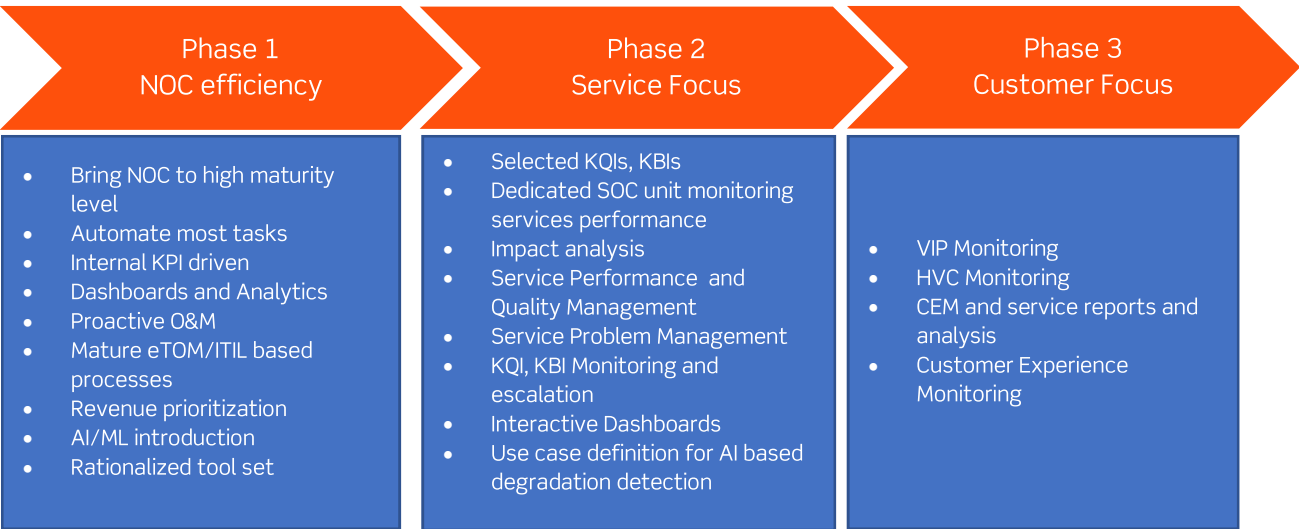 Phase 1
NOC efficiency
Phase 2
Service Focus
Phase 3
Customer Focus
• Bring NOC to high maturity
level
• Automate most tasks
• Internal KPI driven
• Dashboards and Analytics
• Proactive O&M
• Mature eTOM/ITIL based
processes
• Revenue prioritization
• AI/ML introduction
• Rationalized tool set
• Selected KQIs, KBIs
• Dedicated SOC unit monitoring
services performance
• Impact analysis
• Service Performance  and
Quality Management
• Service Problem Management
• KQI, KBI Monitoring and
escalation
• Interactive Dashboards
• Use case definition for AI based
degradation detection
• VIP Monitoring
• HVC Monitoring
• CEM and service reports and
analysis
• Customer Experience
Monitoring